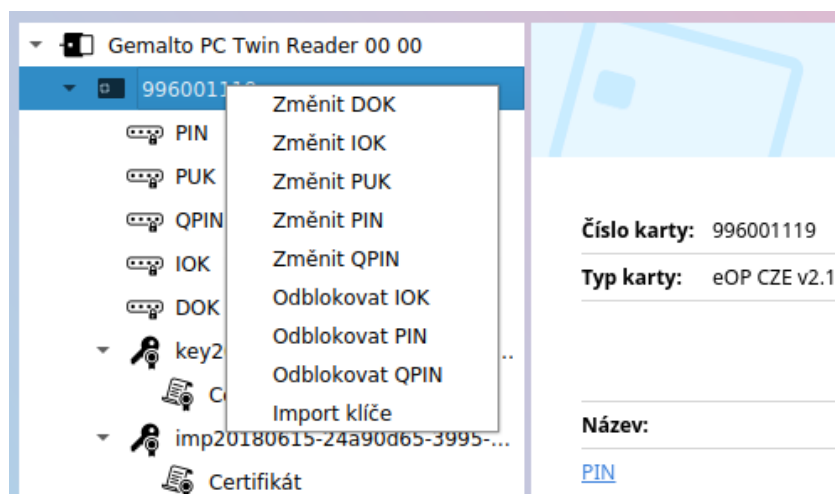 Gemalto PC Twin Reader 00 00
PIN
PUK
QPIN
IOK
DOK
imp20180615-24a90d65-3995-...
Certifikát
Změnit DOK
Změnit IOK
Změnit PUK
Změnit PIN
Změnit QPIN
Odblokovat IOK
Odblokovat PIN
Odblokovat QPIN
Import klíče
Číslo karty: 996001119
Typ karty: eOP CZE v2.1
Název:
PIN